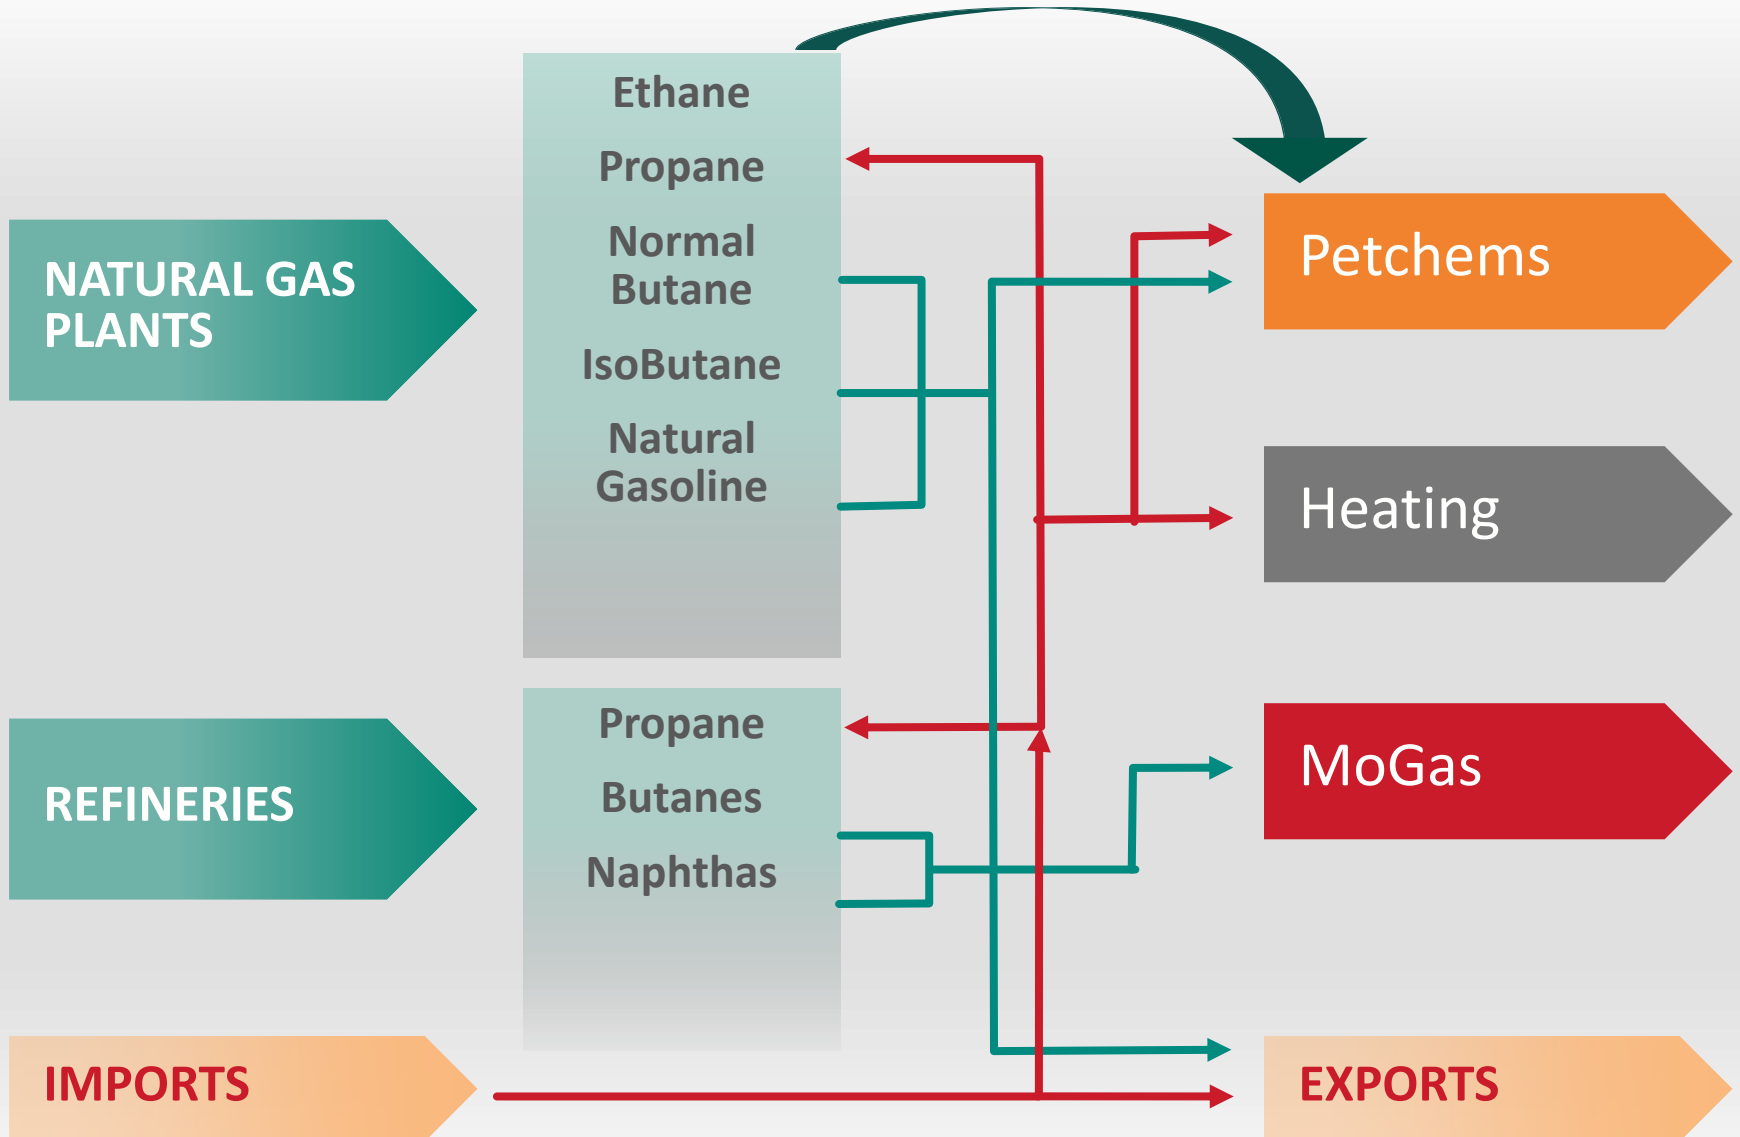 NATURAL GAS
PLANTS
REFINERIES
IMPORTS
Ethane
Propane
Normal
Butane
IsoButane
Natural
Gasoline
Propane
Butanes
Naphthas
Petchems
Heating
MoGas
EXPORTS